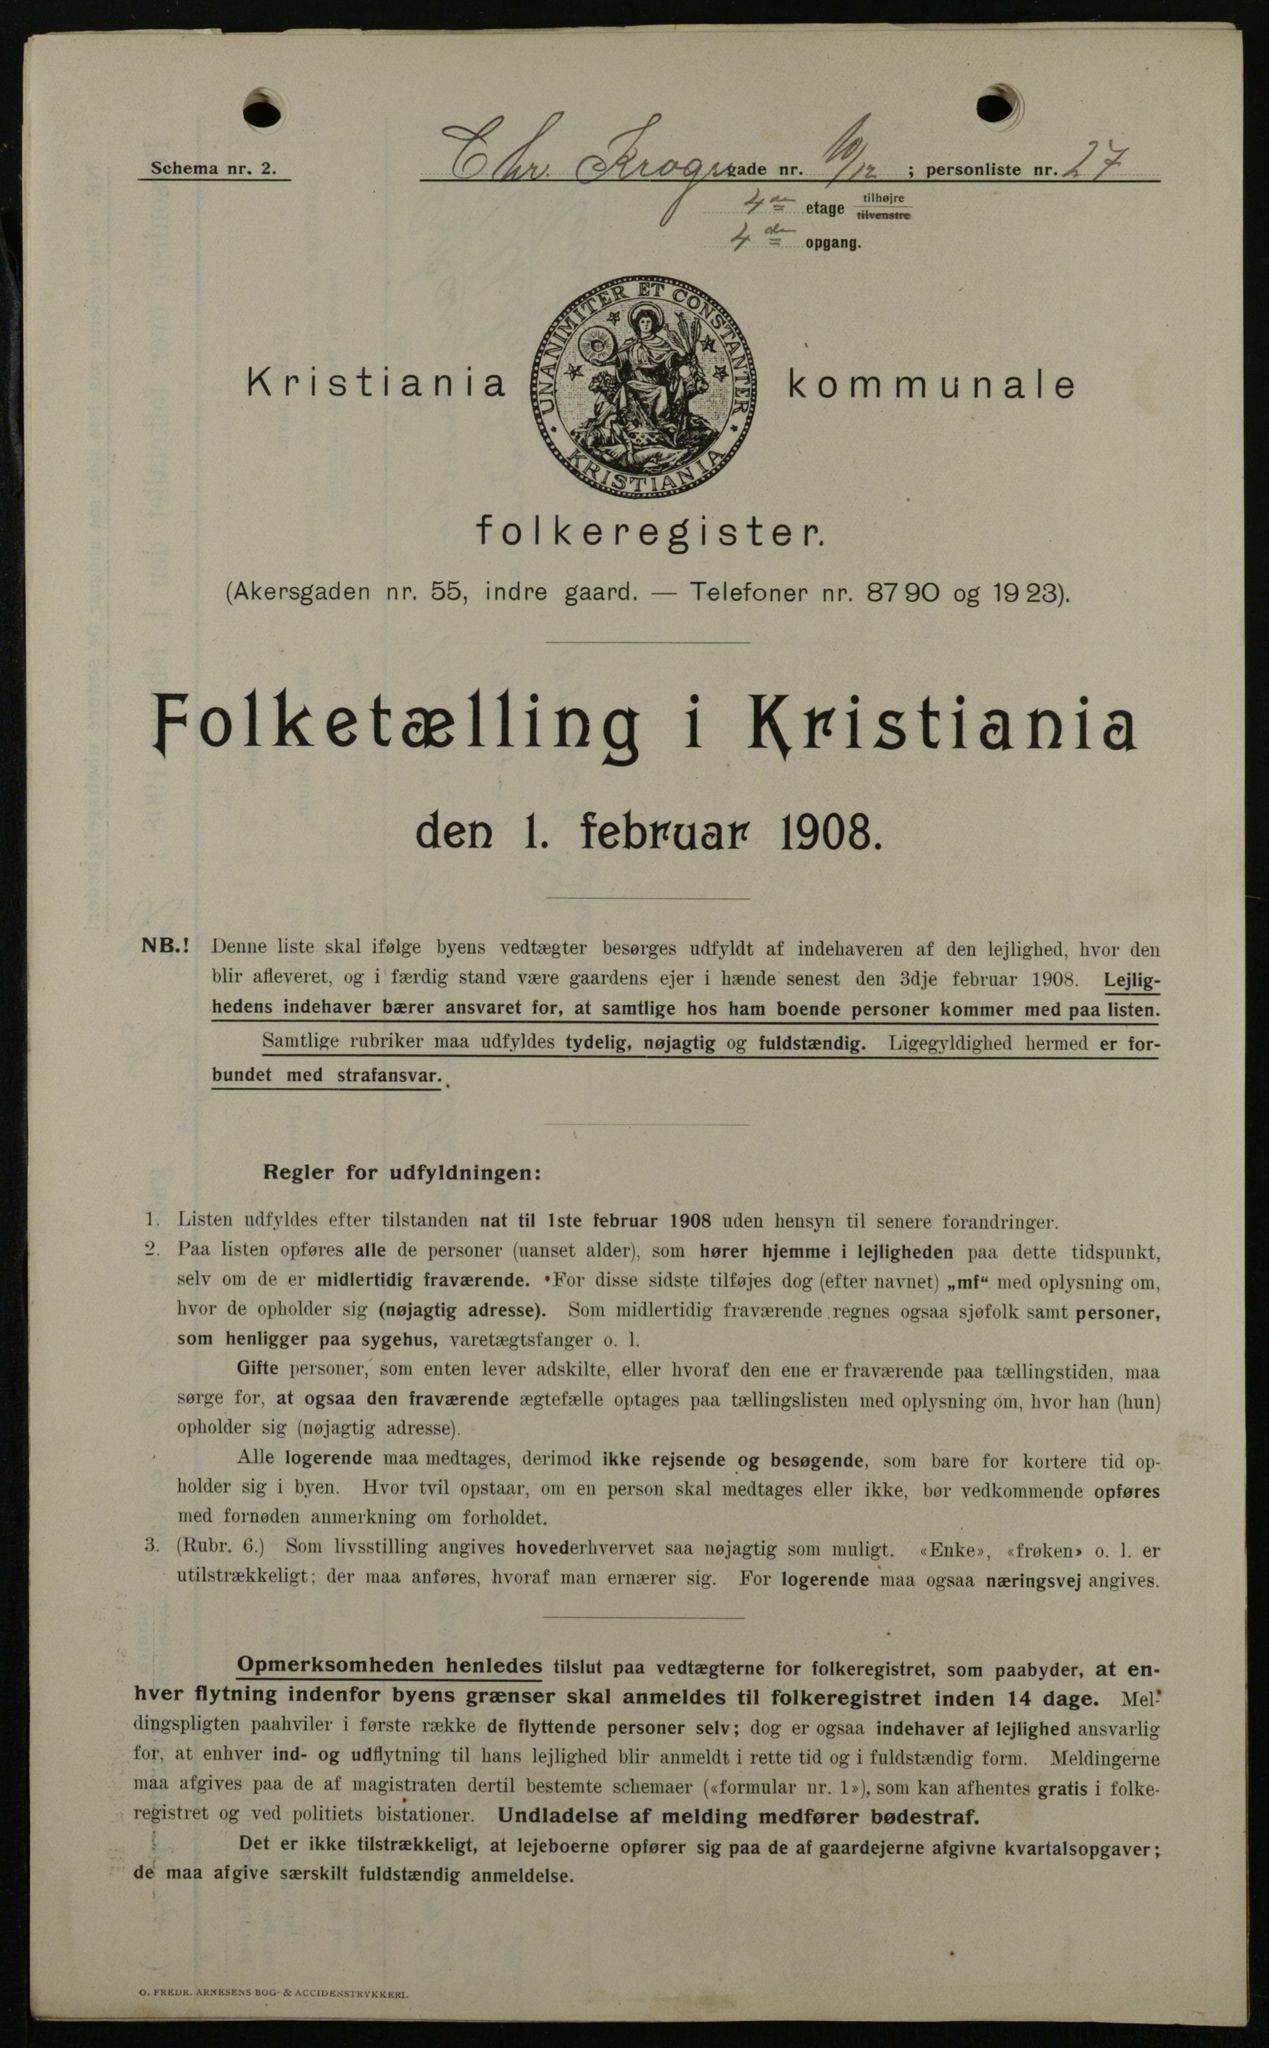 Schema nr. 2.
Chr. Krogs gade nr. 10/12 ; personliste nr. 27
4de etage tilhøjre
tilvenstre
4de opgang.
UNANIMITER ET CONSTANTER
KRISTIANIA
Kristiania kommunale
folkeregister.
(Akersgaden nr. 55, indre gaard. — Telefoner nr. 87 90 og 19 23).
Folketælling i Kristiania
den 1. februar 1908.
NB.! Denne liste skal ifølge byens vedtægter besørges udfyldt af indehaveren af den lejlighed, hvor den
blir afleveret, og i færdig stand være gaardens ejer i hænde senest den 3dje februar 1908. Lejlig-
hedens indehaver bærer ansvaret for, at samtlige hos ham boende personer kommer med paa listen.
Samtlige rubriker maa udfyldes tydelig, nøjagtig og fuldstændig. Ligegyldighed hermed er for-
bundet med strafansvar.
Regler for udfyldningen:
1. Listen udfyldes efter tilstanden nat til 1ste februar 1908 uden hensyn til senere forandringer.
2. Paa listen opføres alle de personer (uanset alder), som hører hjemme i lejligheden paa dette tidspunkt,
selv om de er midlertidig fraværende. For disse sidste tilføjes dog (efter navnet) „mf“ med oplysning om,
hvor de opholder sig (nøjagtig adresse). Som midlertidig fraværende regnes ogsaa sjøfolk samt personer,
som henligger paa sygehus, varetægtsfanger o. l.
Gifte personer, som enten lever adskilte, eller hvoraf den ene er fraværende paa tællingstiden, maa
sørge for, at ogsaa den fraværende ægtefælle optages paa tællingslisten med oplysning om, hvor han (hun)
opholder sig (nøjagtig adresse).
Alle logerende maa medtages, derimod ikke rejsende og besøgende, som bare for kortere tid op-
holder sig i byen. Hvor tvil opstaar, om en person skal medtages eller ikke, bør vedkommende opføres
med fornøden anmerkning om forholdet.
3. (Rubr. 6.) Som livsstilling angives hovederhvervet saa nøjagtig som muligt. «Enke», «frøken» o. l. er
utilstrækkeligt; der maa anføres, hvoraf man ernærer sig. For logerende maa ogsaa næringsvej angives.
Opmerksomheden henledes tilslut paa vedtægterne for folkeregistret, som paabyder, at en-
hver flytning indenfor byens grænser skal anmeldes til folkeregistret inden 14 dage. Mel-
dingspligten paahviler i første række de flyttende personer selv; dog er ogsaa indehaver af lejlighed ansvarlig
for, at enhver ind- og udflytning til hans lejlighed blir anmeldt i rette tid og i fuldstændig form. Meldingerne
maa afgives paa de af magistraten dertil bestemte schemaer («formular nr. 1»), som kan afhentes gratis i folke-
registret og ved politiets bistationer. Undladelse af melding medfører bødestraf.
Det er ikke tilstrækkeligt, at lejeboerne opfører sig paa de af gaardejerne afgivne kvartalsopgaver;
de maa afgive særskilt fuldstændig anmeldelse.
O. FREDR. ARNESENS BOG- & ACCIDENSTRYKKERI.